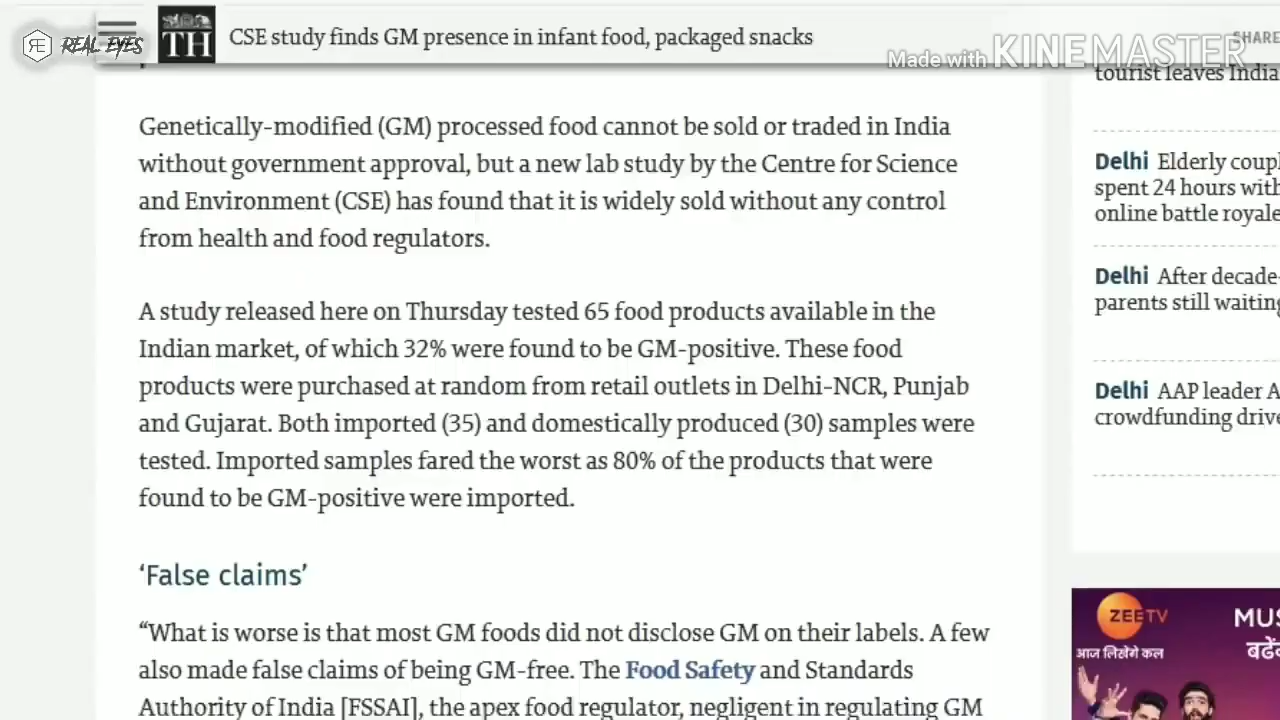 RE REAL EYES
TH
CSE study finds GM presence in infant food, packaged snacks
SHARE
Made with KINEMASTER
tourist leaves India
Genetically-modified (GM) processed food cannot be sold or traded in India
without government approval, but a new lab study by the Centre for Science
and Environment (CSE) has found that it is widely sold without any control
from health and food regulators.
A study released here on Thursday tested 65 food products available in the
Indian market, of which 32% were found to be GM-positive. These food
products were purchased at random from retail outlets in Delhi-NCR, Punjab
and Gujarat. Both imported (35) and domestically produced (30) samples were
tested. Imported samples fared the worst as 80% of the products that were
found to be GM-positive were imported.
‘False claims’
“What is worse is that most GM foods did not disclose GM on their labels. A few
also made false claims of being GM-free. The Food Safety and Standards
Authority of India [FSSAI], the apex food regulator, negligent in regulating GM
Delhi Elderly coupl
spent 24 hours with
online battle royale
Delhi After decade-
parents still waiting
Delhi AAP leader A
crowdfunding drive
ZEETV
आज लिखेंगे कल
MUS
बढेंक